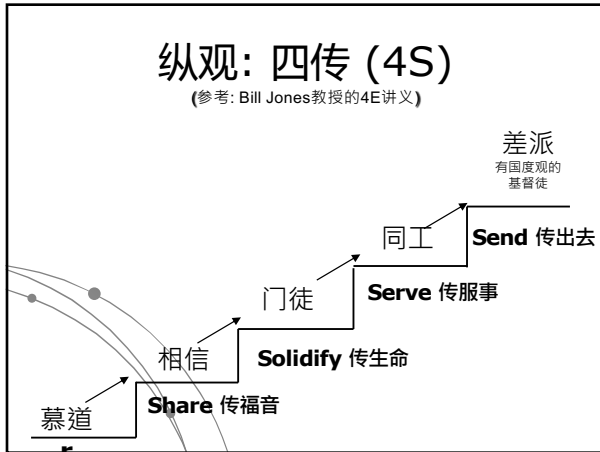 纵观: 四传 (4S)
(参考: Bill Jones教授的4E讲义)
差派
有国度观的
基督徒
同工
Send 传出去
门徒
Serve 传服事
相信
Solidify 传生命
慕道
Share 传福音
r